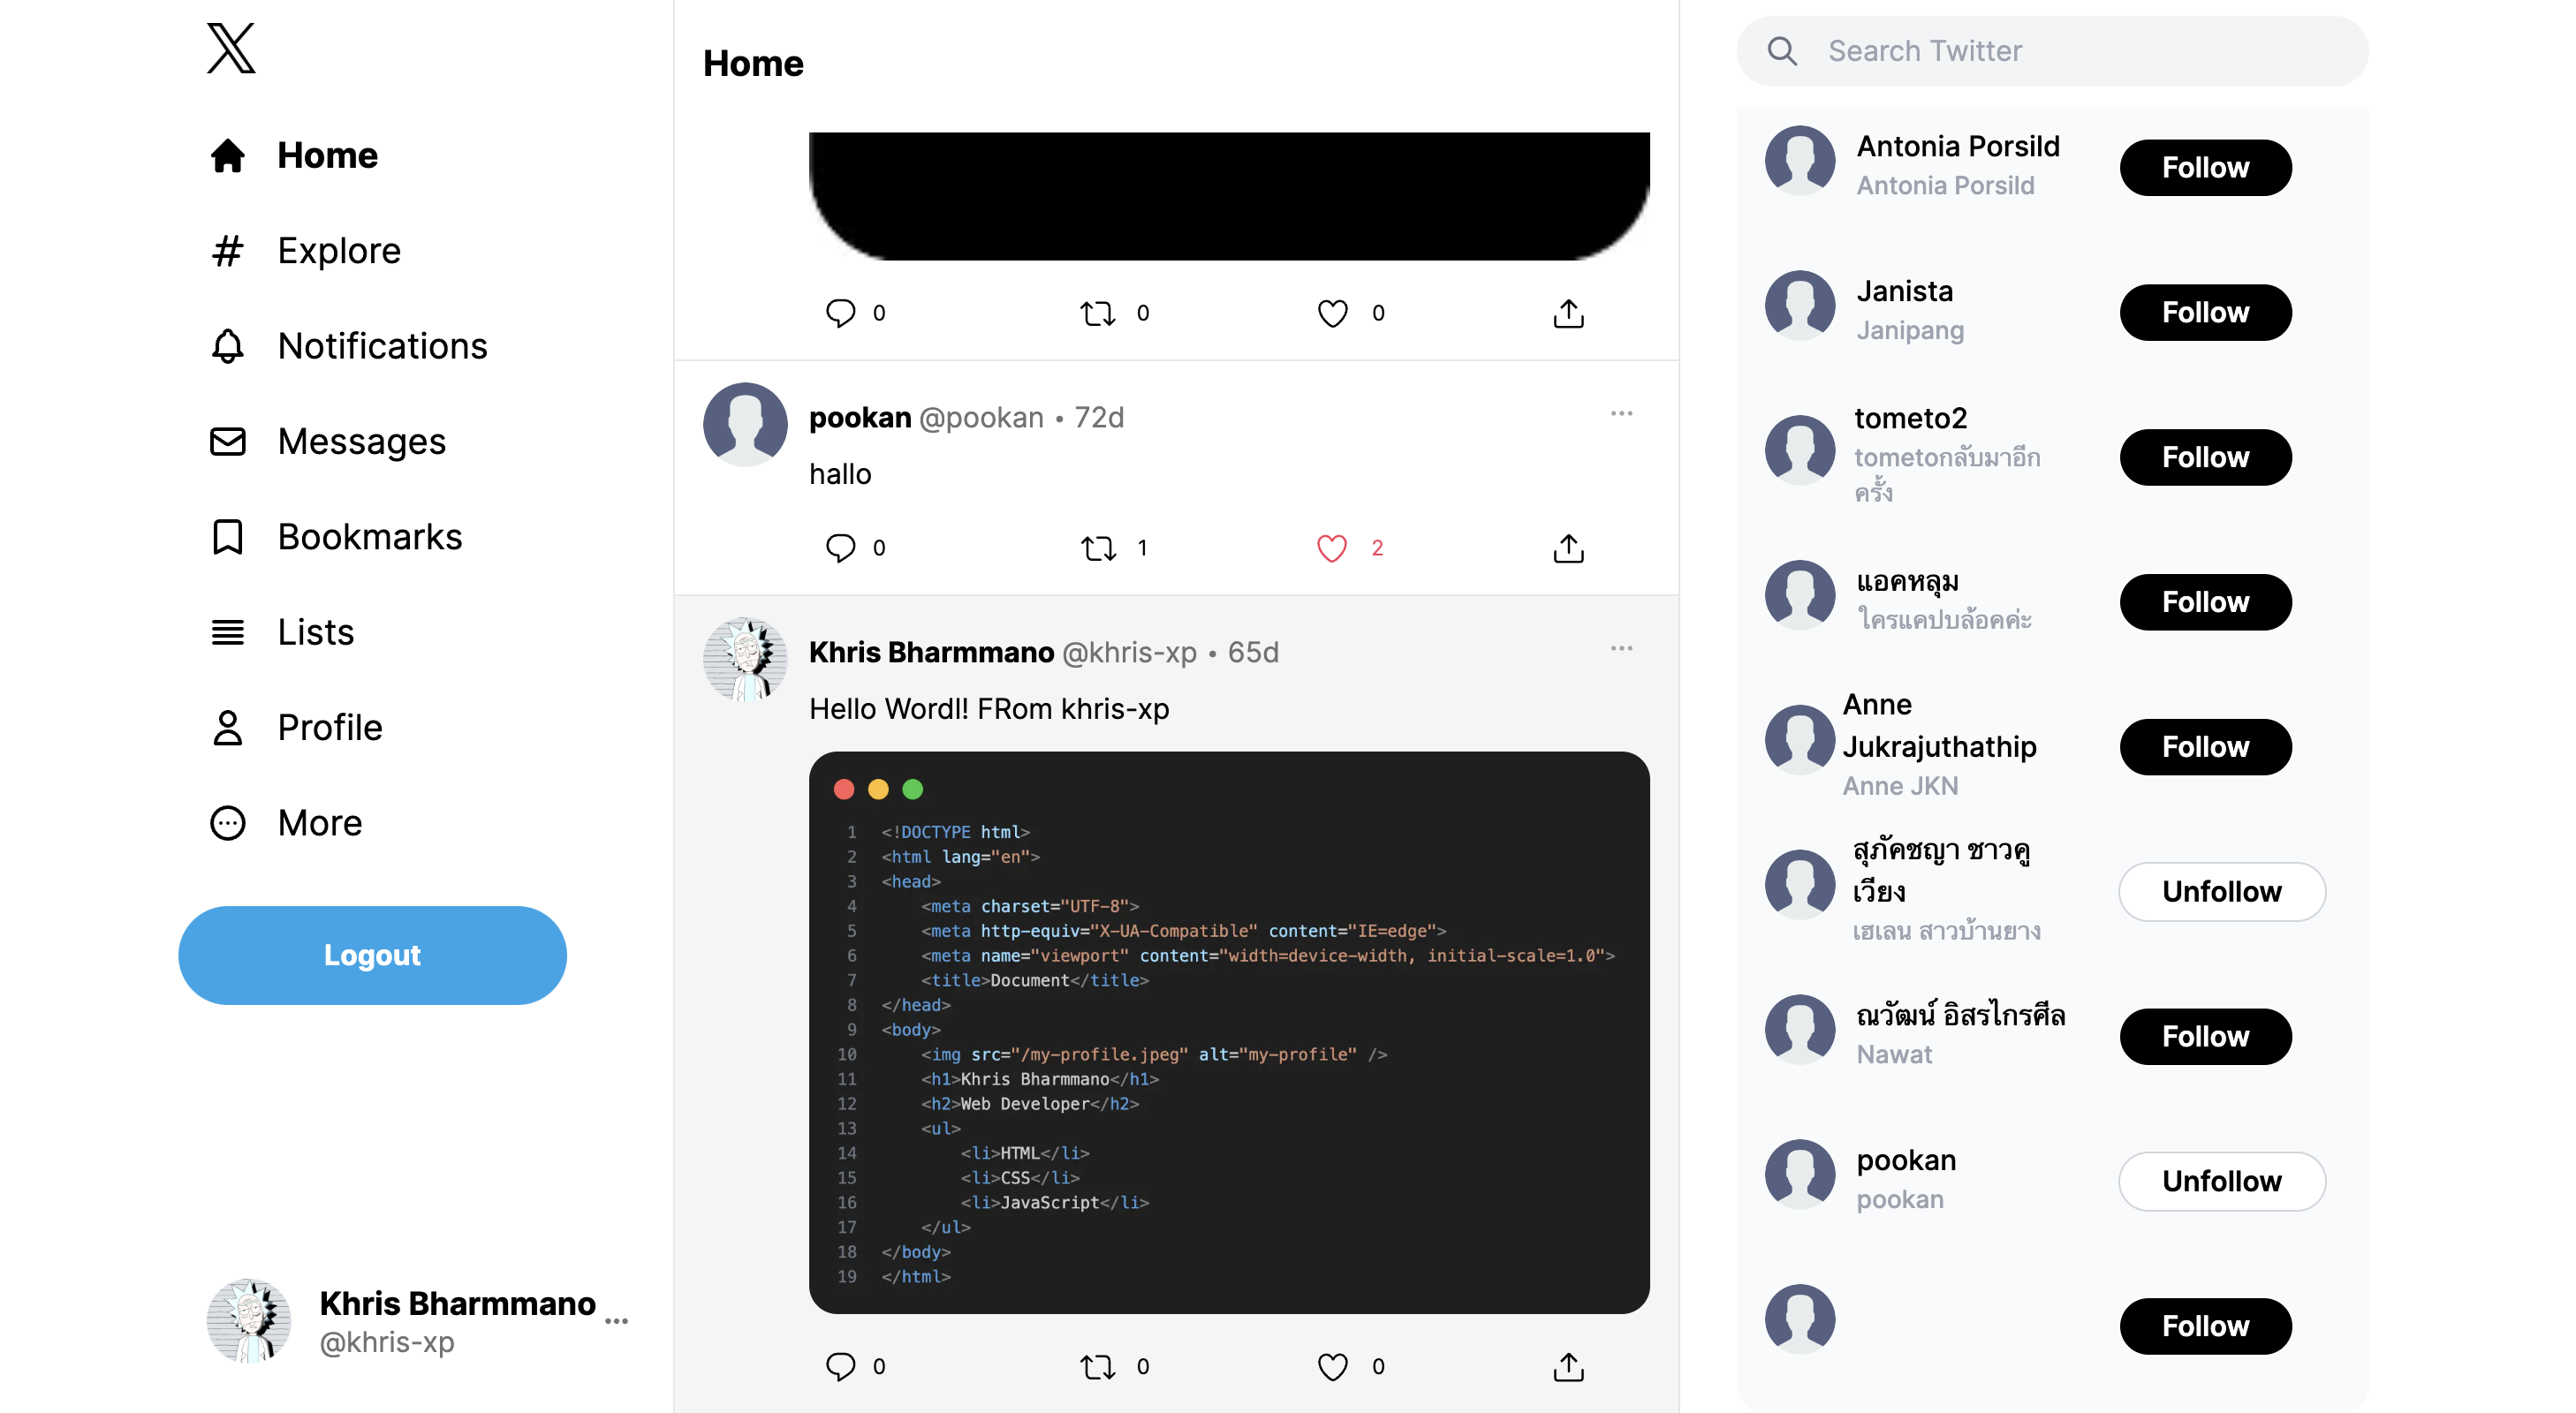 Home
Explore
Notifications
Messages
Bookmarks
Lists
Profile
More
Logout
Khris Bharmmano
@khris-xp
Home
0 0 0
pookan @pookan • 72d
hallo
0 1 2
Khris Bharmmano @khris-xp • 65d
Hello Wordl! FRom khris-xp
1 <!DOCTYPE html>
2 <html lang="en">
3 <head>
4 <meta charset="UTF-8">
5 <meta http-equiv="X-UA-Compatible" content="IE=edge">
6 <meta name="viewport" content="width=device-width, initial-scale=1.0">
7 <title>Document</title>
8 </head>
9 <body>
10 <img src="/my-profile.jpeg" alt="my-profile" />
11 <h1>Khris Bharmmano</h1>
12 <h2>Web Developer</h2>
13 <ul>
14 <li>HTML</li>
15 <li>CSS</li>
16 <li>JavaScript</li>
17 </ul>
18 </body>
19 </html>
0 0 0
Search Twitter
Antonia Porsild
Antonia Porsild
Follow
Janista
Janipang
Follow
tometo2
tometoกลับมาอีก
ครั้ง
Follow
แอคหลุม
ใครแคปบล้อคค่ะ
Follow
Anne
Jukrajuthathip
Anne JKN
Follow
สุภัคชญา ชาวคู
เวียง
เฮเลน สาวบ้านยาง
Unfollow
ณวัฒน์ อิสรไกรศีล
Nawat
Follow
pookan
pookan
Unfollow
Follow